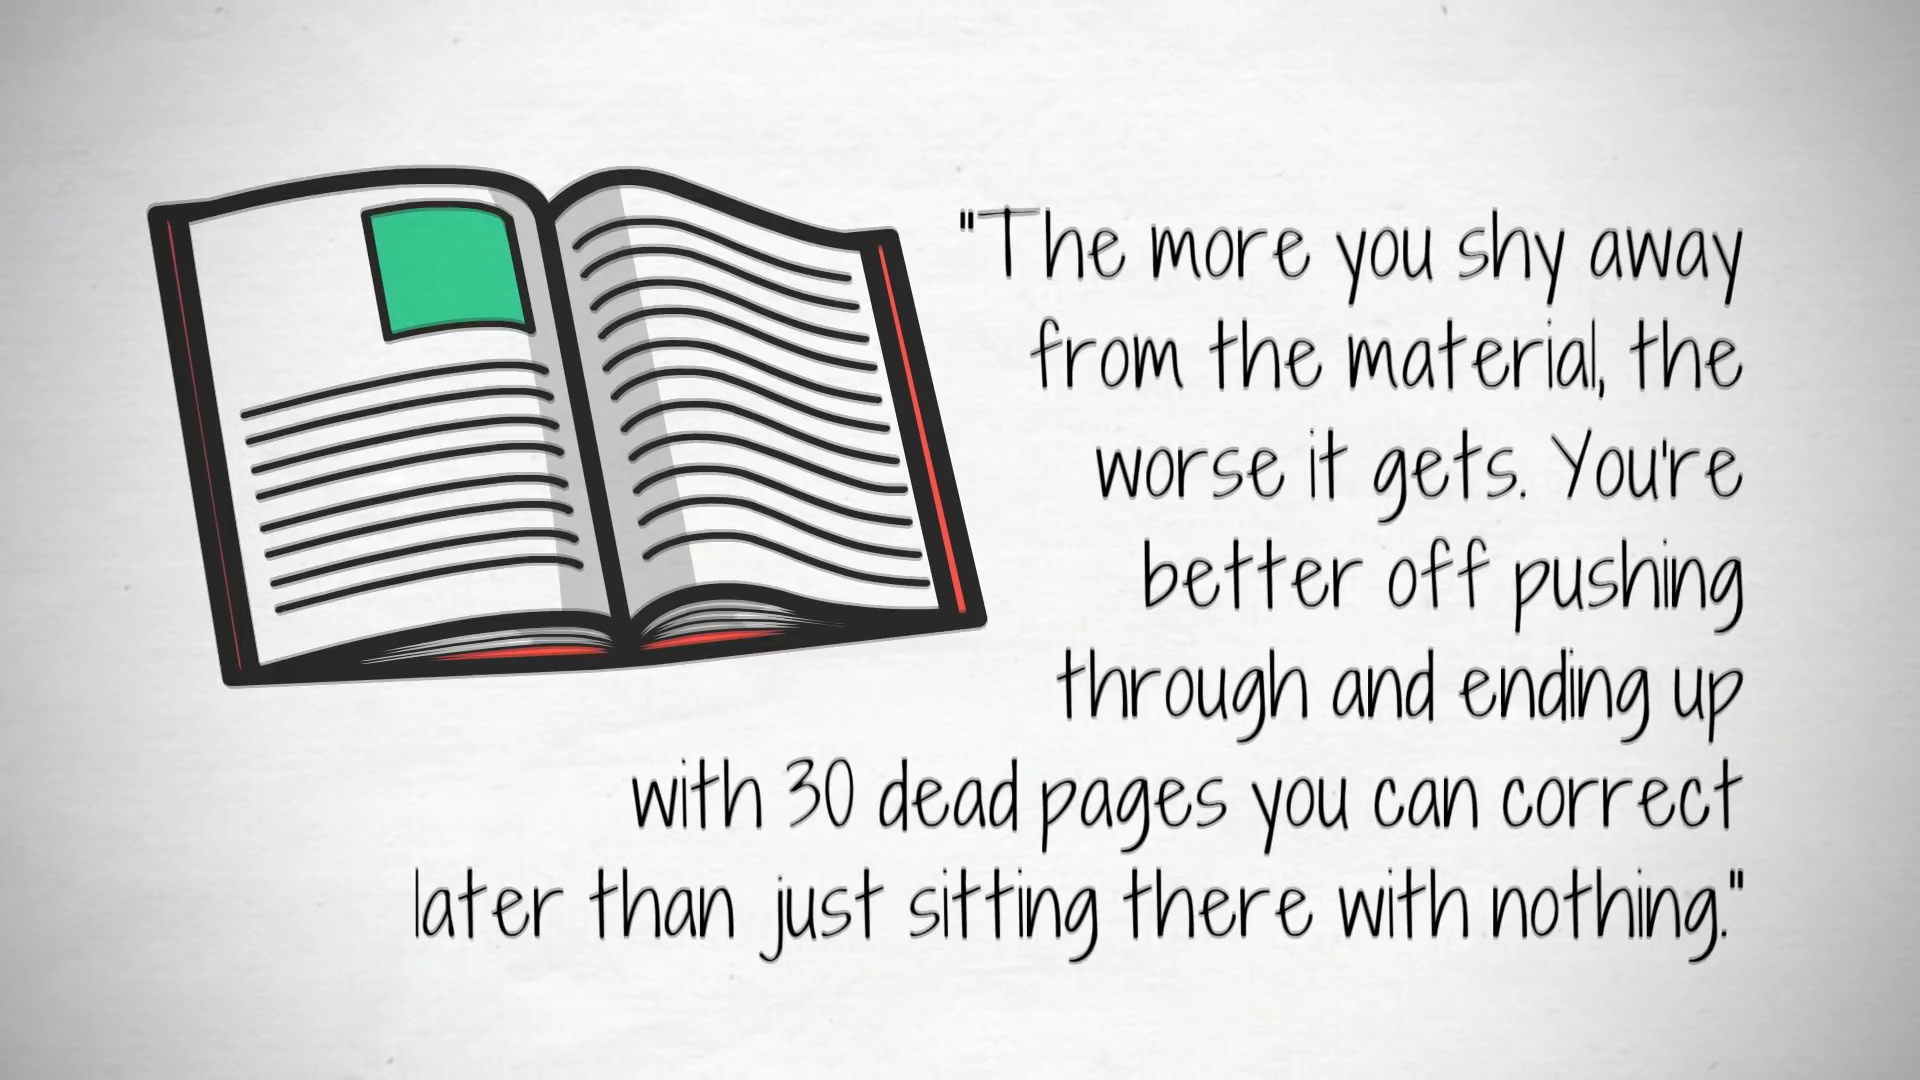 "The more you shy away
from the material, the
worse it gets. You're
better off pushing
through and ending up
with 30 dead pages you can correct
later than just sitting there with nothing."